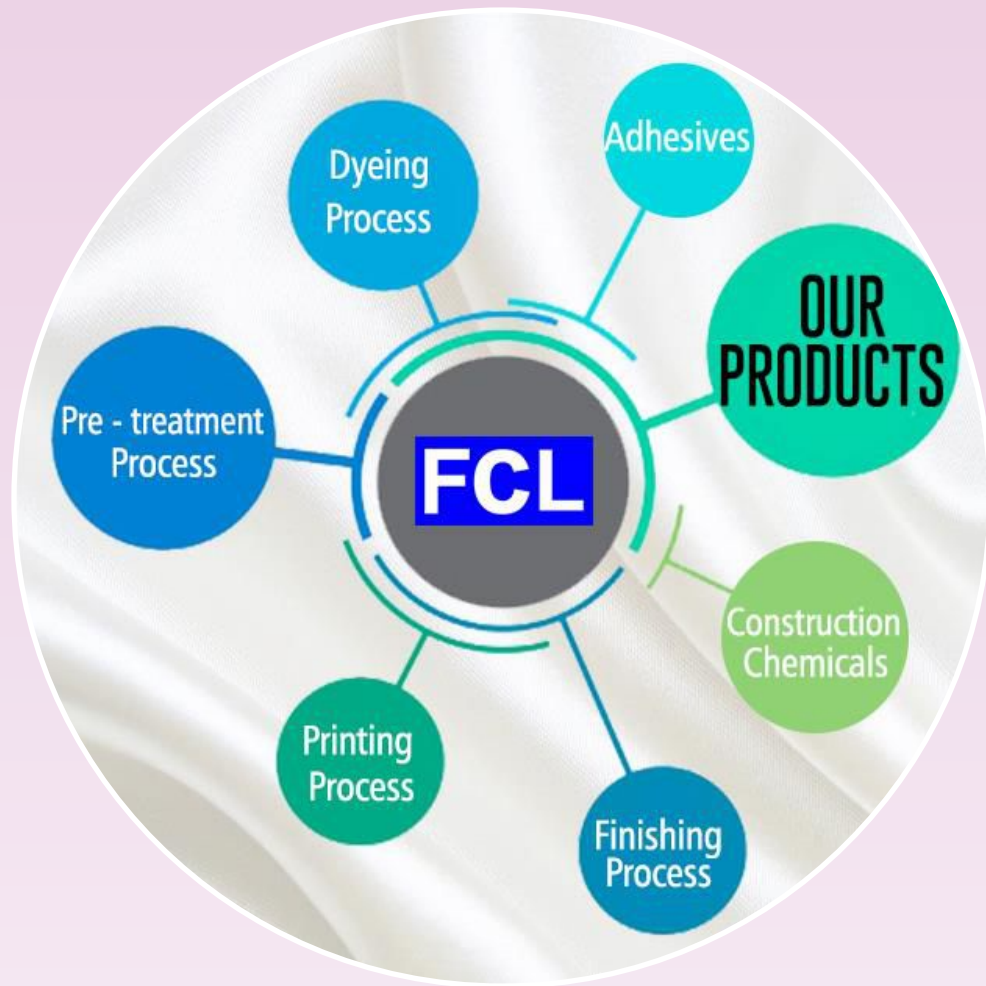 Adhesives
Dyeing
Process
OUR
PRODUCTS
Pre - treatment
Process
FCL
Construction
Chemicals
Printing
Process
Finishing
Process